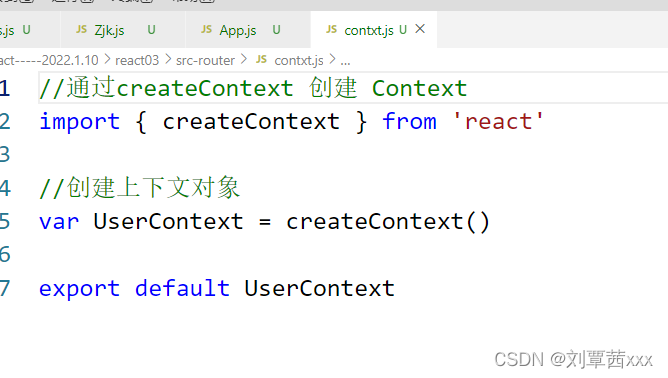 s.js U JS Zjk.js U JS App.js U JS contxt.js U ×
act-----2022.1.10 > react03 > src-router > JS contxt.js > ...
1 //通过createContext 创建 Context
2 import { createContext } from 'react'
3
4 //创建上下文对象
5 var UserContext = createContext()
6
7 export default UserContext
CSDN @刘覃茜xxx